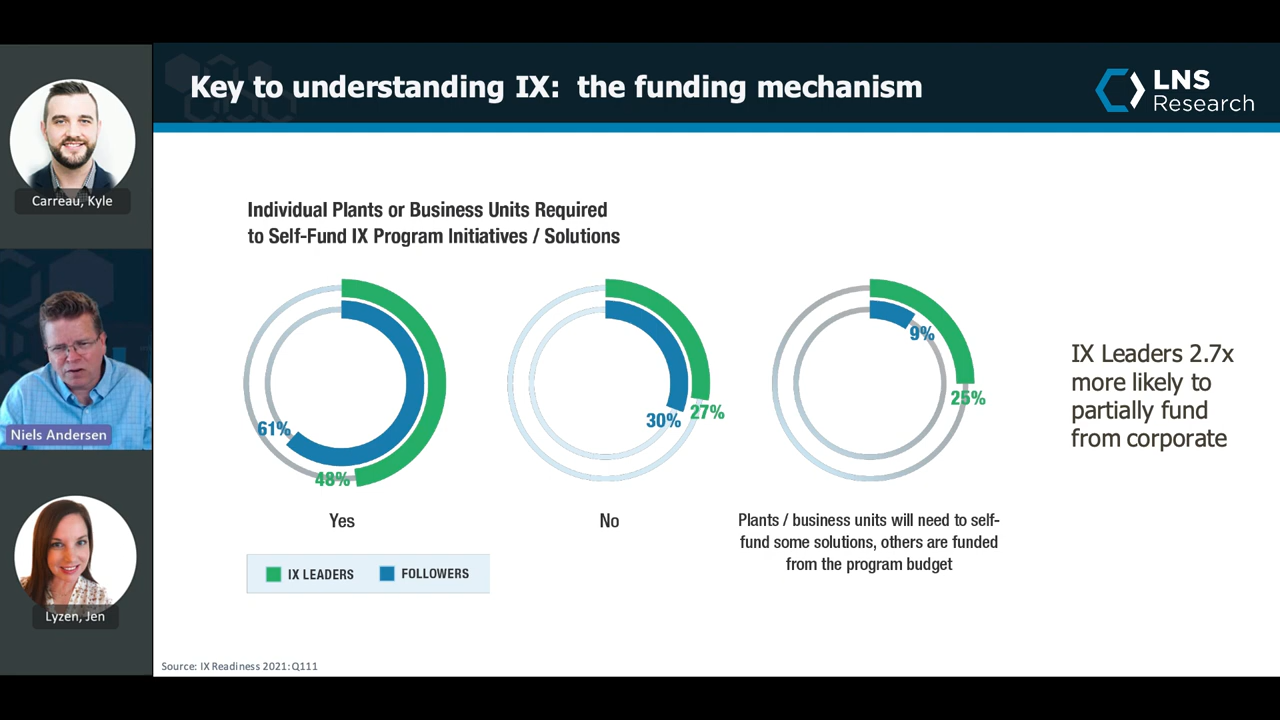 Key to understanding IX:  the funding mechanism
LNS
Research
Carreau, Kyle
Niels Andersen
Lyzen, Jen
Individual Plants or Business Units Required
to Self-Fund IX Program Initiatives / Solutions
61%
48%
Yes
30%
27%
No
9%
25%
Plants / business units will need to self-
fund some solutions, others are funded
from the program budget
IX Leaders 2.7x
more likely to
partially fund
from corporate
IX LEADERS
FOLLOWERS
Source: IX Readiness 2021: Q111